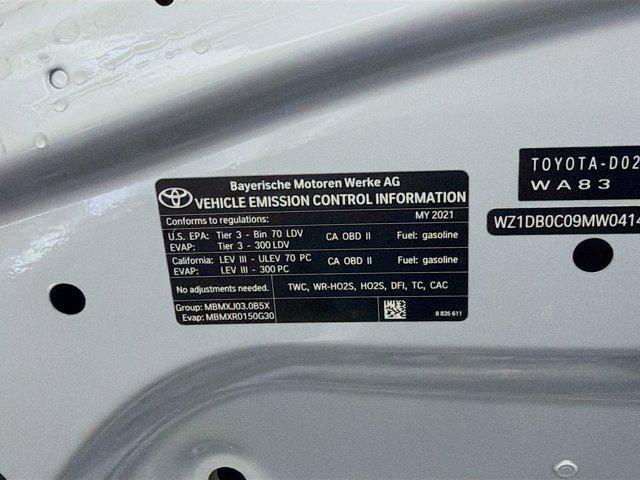 Bayerische Motoren Werke AG
VEHICLE EMISSION CONTROL INFORMATION
Conforms to regulations: MY 2021
U.S. EPA: Tier 3 - Bin 70 LDV CA OBD II Fuel: gasoline
EVAP: Tier 3 - 300 LDV
California: LEV III - ULEV 70 PC CA OBD II Fuel: gasoline
EVAP: LEV III - 300 PC
No adjustments needed. TWC, WR-HO2S, HO2S, DFI, TC, CAC
Group: MBMXJ03.0B5X
Evap: MBMXR0150G30
8 835 611
TOYOTA-D02
WA83
WZ1DB0C09MW0414